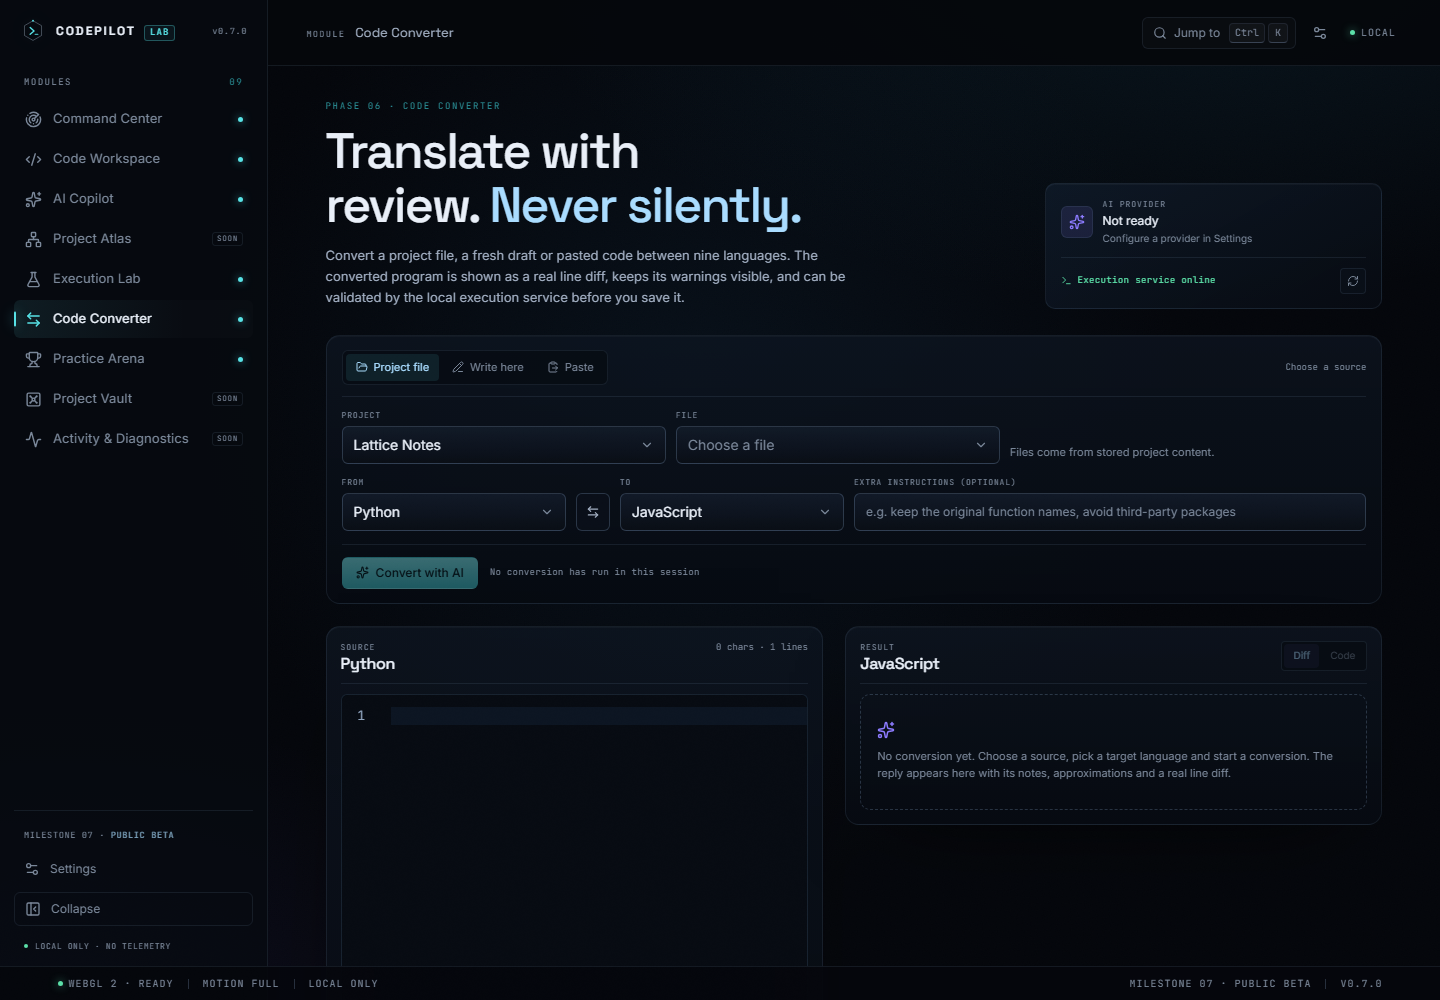 CODEPILOT LAB v0.7.0
MODULES 09
Command Center
Code Workspace
AI Copilot
Project Atlas SOON
Execution Lab
Code Converter
Practice Arena
Project Vault SOON
Activity & Diagnostics SOON
MILESTONE 07 · PUBLIC BETA
Settings
Collapse
LOCAL ONLY · NO TELEMETRY
MODULE Code Converter
Jump to Ctrl K
LOCAL
PHASE 06 · CODE CONVERTER
Translate with
review. Never silently.
Convert a project file, a fresh draft or pasted code between nine languages. The
converted program is shown as a real line diff, keeps its warnings visible, and can be
validated by the local execution service before you save it.
AI PROVIDER
Not ready
Configure a provider in Settings
Execution service online
Project file Write here Paste
Choose a source
PROJECT
Lattice Notes
FILE
Choose a file
Files come from stored project content.
FROM
Python
TO
JavaScript
EXTRA INSTRUCTIONS (OPTIONAL)
e.g. keep the original function names, avoid third-party packages
Convert with AI
No conversion has run in this session
SOURCE
Python
0 chars · 1 lines
1
RESULT
JavaScript
Diff Code
No conversion yet. Choose a source, pick a target language and start a conversion. The
reply appears here with its notes, approximations and a real line diff.
WEBGL 2 · READY MOTION FULL LOCAL ONLY
MILESTONE 07 · PUBLIC BETA V0.7.0